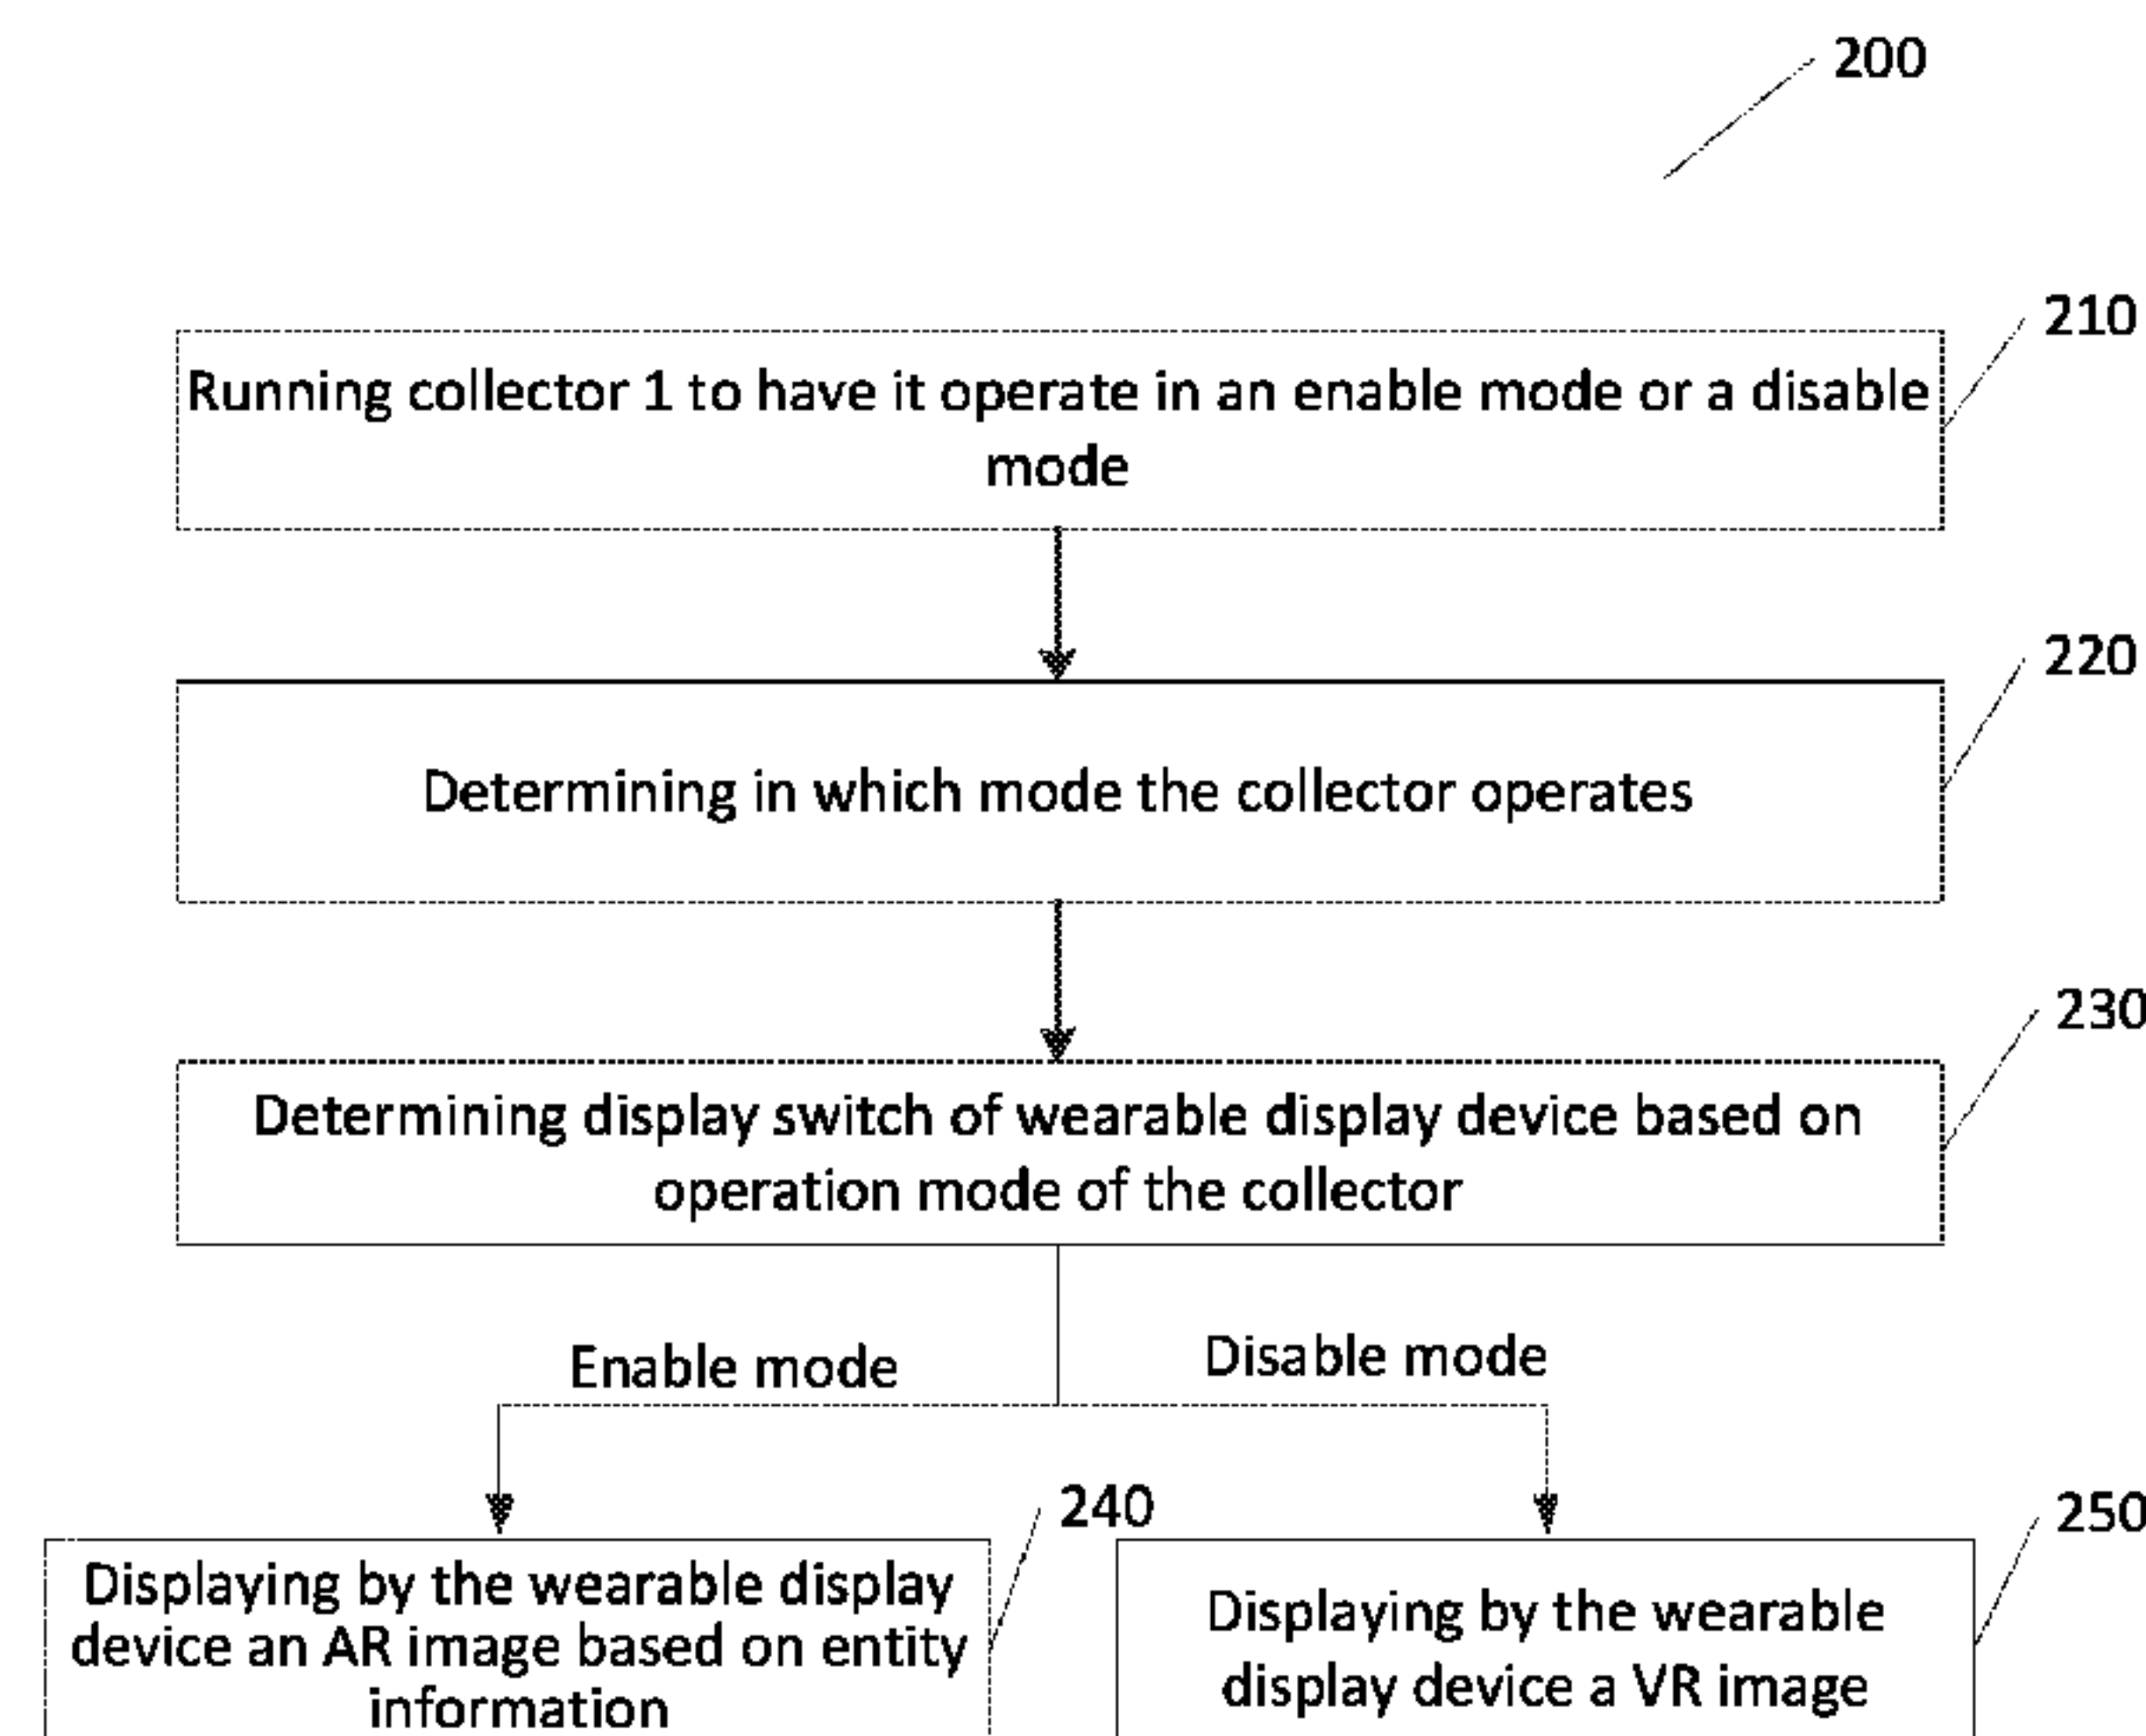 200
210
Running collector 1 to have it operate in an enable mode or a disable
mode
220
Determining in which mode the collector operates
230
Determining display switch of wearable display device based on
operation mode of the collector
Enable mode
Disable mode
240
Displaying by the wearable display
device an AR image based on entity
information
250
Displaying by the wearable
display device a VR image